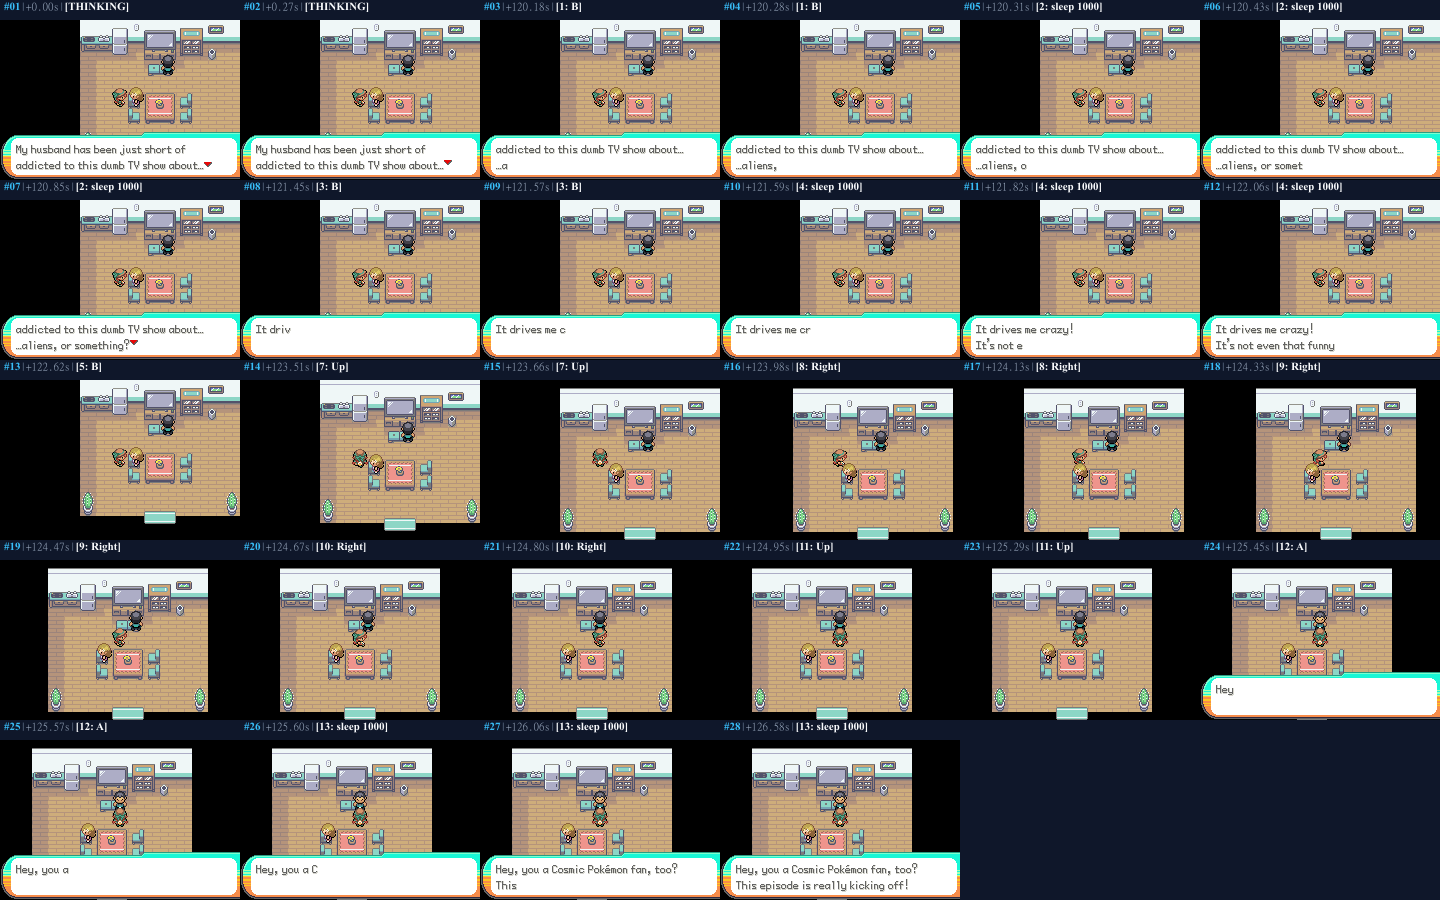 #01 | +0.00s | [THINKING]
My husband has been just short of
addicted to this dumb TV show about…
#02 | +0.27s | [THINKING]
My husband has been just short of
addicted to this dumb TV show about…
#03 | +120.18s | [1: B]
addicted to this dumb TV show about…
…a
#04 | +120.28s | [1: B]
addicted to this dumb TV show about…
…aliens,
#05 | +120.31s | [2: sleep 1000]
addicted to this dumb TV show about…
…aliens, o
#06 | +120.43s | [2: sleep 1000]
addicted to this dumb TV show about…
…aliens, or somet
#07 | +120.85s | [2: sleep 1000]
addicted to this dumb TV show about…
…aliens, or something?
#08 | +121.45s | [3: B]
It driv
#09 | +121.57s | [3: B]
It drives me c
#10 | +121.59s | [4: sleep 1000]
It drives me cr
#11 | +121.82s | [4: sleep 1000]
It drives me crazy!
It's not e
#12 | +122.06s | [4: sleep 1000]
It drives me crazy!
It's not even that funny
#13 | +122.62s | [5: B]
#14 | +123.51s | [7: Up]
#15 | +123.66s | [7: Up]
#16 | +123.98s | [8: Right]
#17 | +124.13s | [8: Right]
#18 | +124.33s | [9: Right]
#19 | +124.47s | [9: Right]
#20 | +124.67s | [10: Right]
#21 | +124.80s | [10: Right]
#22 | +124.95s | [11: Up]
#23 | +125.29s | [11: Up]
#24 | +125.45s | [12: A]
Hey
#25 | +125.57s | [12: A]
Hey, you a
#26 | +125.60s | [13: sleep 1000]
Hey, you a C
#27 | +126.06s | [13: sleep 1000]
Hey, you a Cosmic Pokémon fan, too?
This
#28 | +126.58s | [13: sleep 1000]
Hey, you a Cosmic Pokémon fan, too?
This episode is really kicking off!